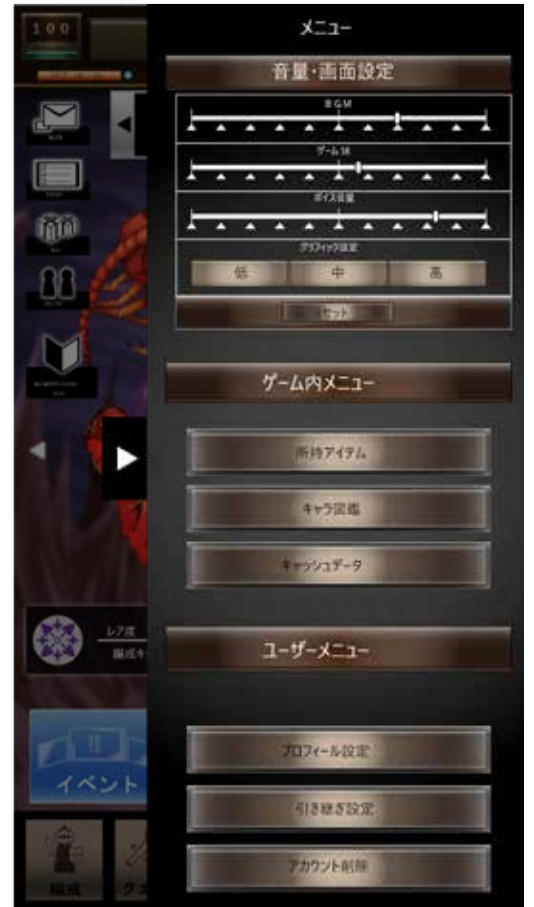 100
メニュー
音量・画面設定
BGM
ゲームSE
ボイス音量
グラフィック設定
低 中 高
セット
ゲーム内メニュー
所持アイテム
キャラ図鑑
キャッシュデータ
レア度
編成キ
ユーザーメニュー
プロフィール設定
イベント
引き継ぎ設定
アカウント削除
編成
クエ